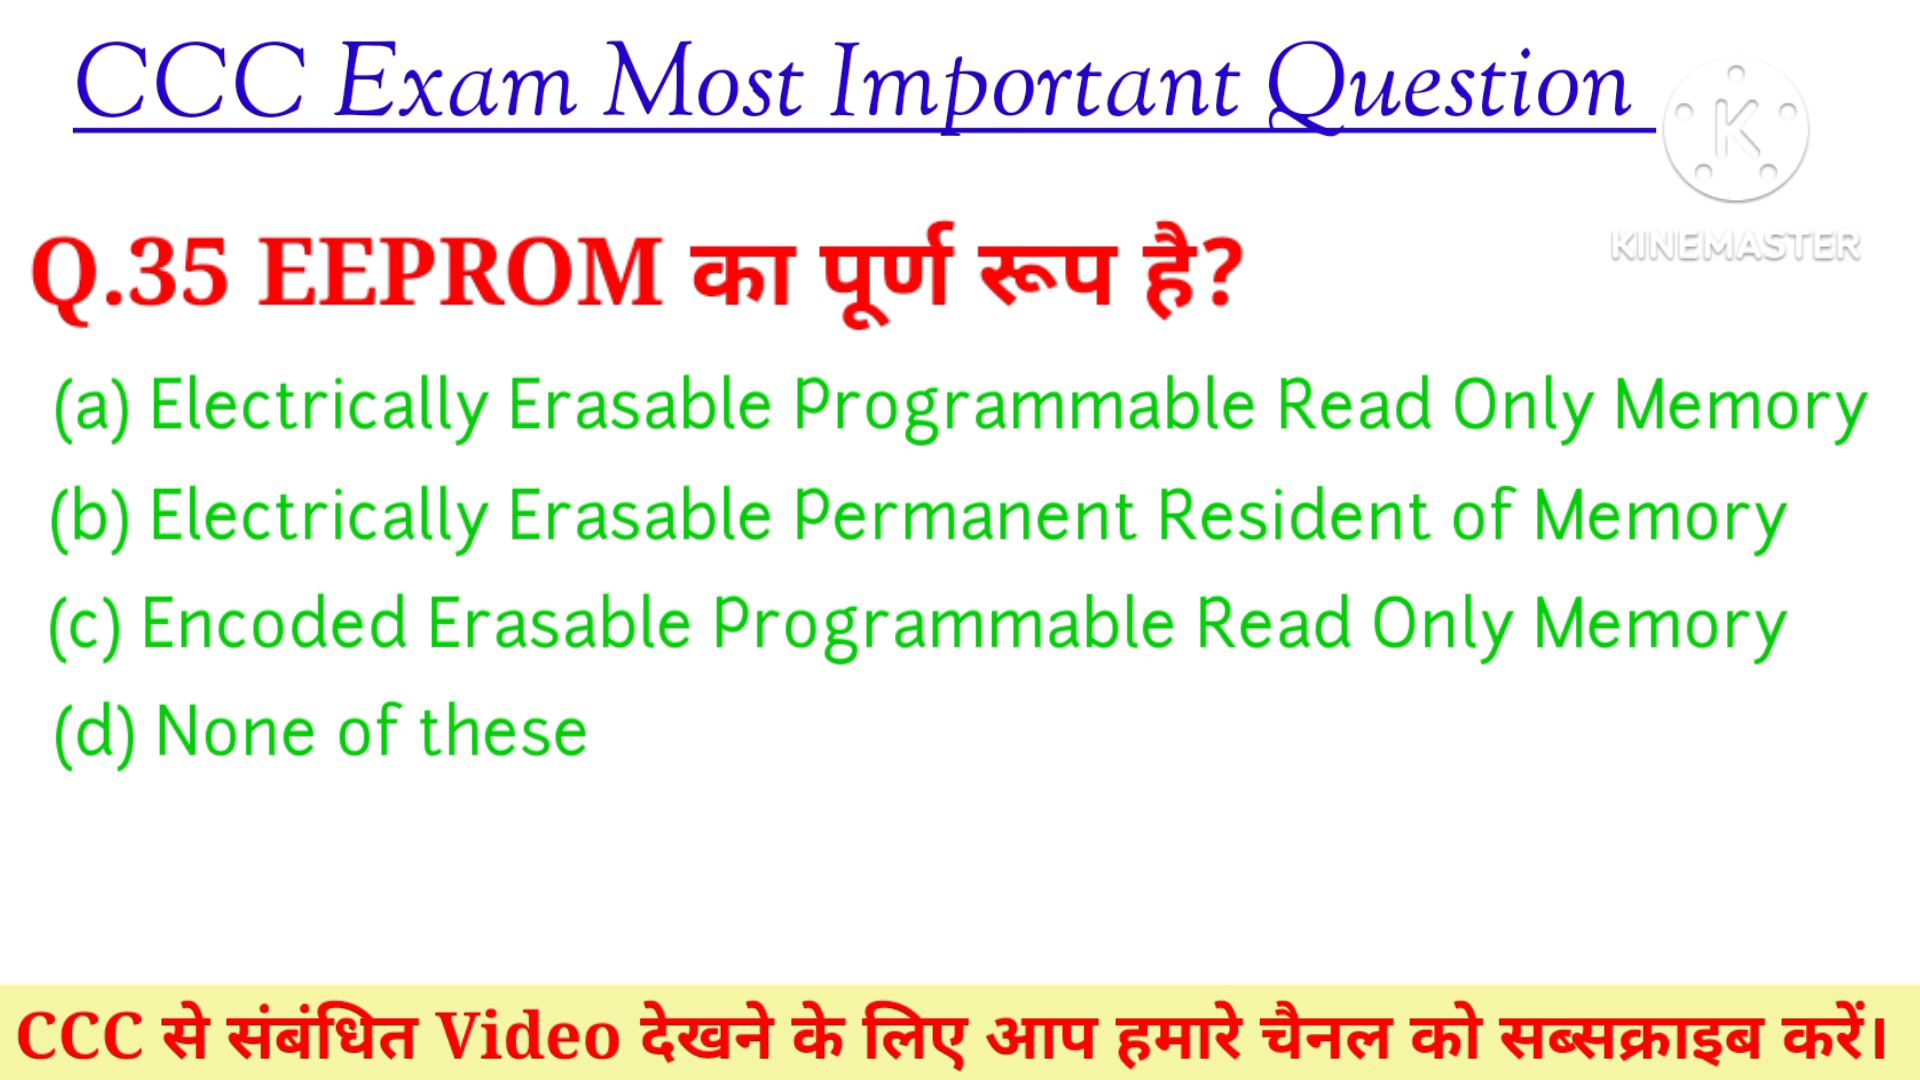 CCC Exam Most Important Question
K
KINEMASTER
Q.35 EEPROM का पूर्ण रूप है?
(a) Electrically Erasable Programmable Read Only Memory
(b) Electrically Erasable Permanent Resident of Memory
(c) Encoded Erasable Programmable Read Only Memory
(d) None of these
CCC से संबंधित Video देखने के लिए आप हमारे चैनल को सब्सक्राइब करें।